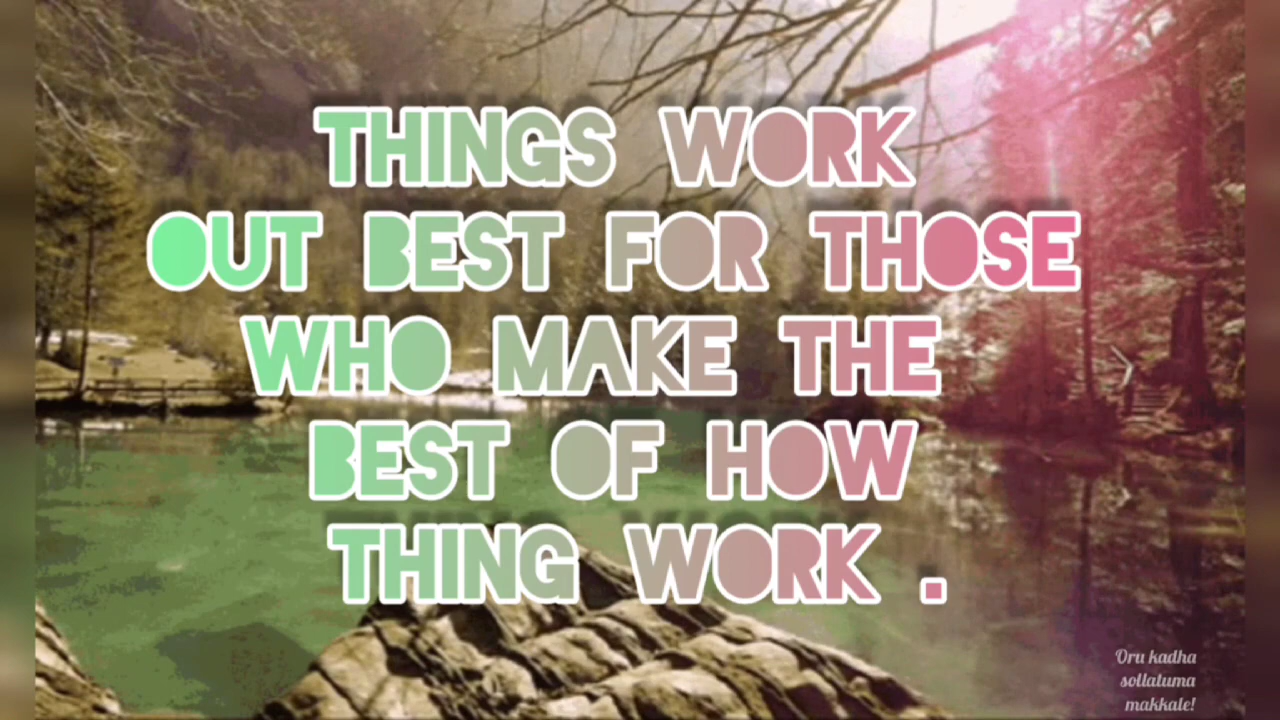 THINGS WORK
OUT BEST FOR THOSE
WHO MAKE THE
BEST OF HOW
THING WORK .
Oru kadha
sollatuma
makkale!